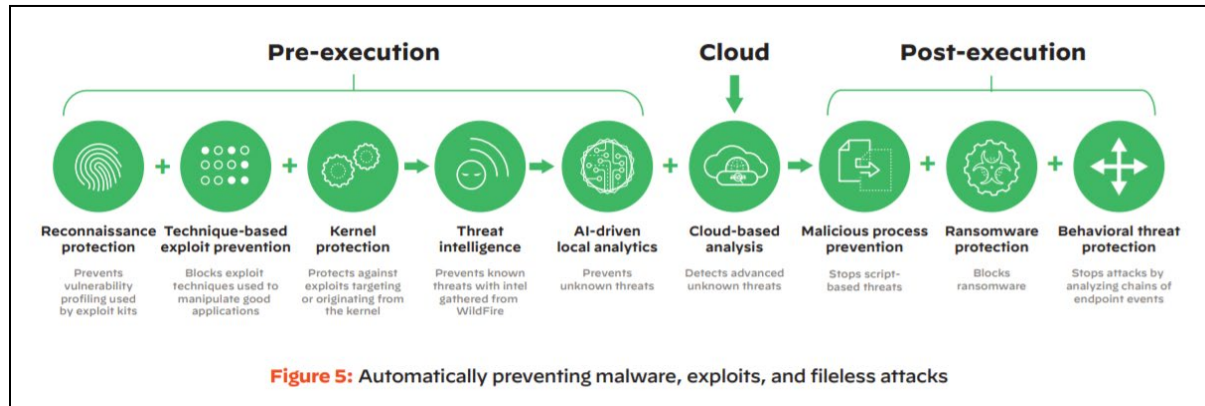 Pre-execution
Cloud
Post-execution
Reconnaissance
protection
Prevents
vulnerability
profiling used
by exploit kits
Technique-based
exploit prevention
Blocks exploit
techniques used to
manipulate good
applications
Kernel
protection
Protects against
exploits targeting
or originating from
the kernel
Threat
intelligence
Prevents known
threats with intel
gathered from
WildFire
AI-driven
local analytics
Prevents
unknown threats
Cloud-based
analysis
Detects advanced
unknown threats
Malicious process
prevention
Stops script-
based threats
Ransomware
protection
Blocks
ransomware
Behavioral threat
protection
Stops attacks by
analyzing chains of
endpoint events
Figure 5: Automatically preventing malware, exploits, and fileless attacks